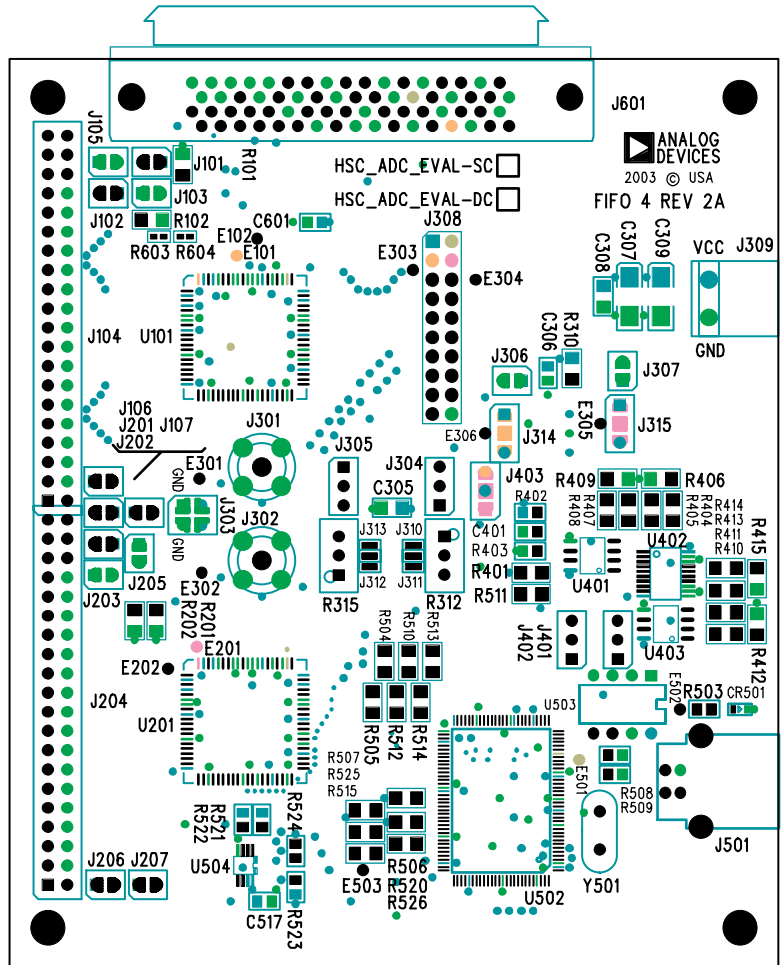 J601
J105
ANALOG
DEVICES
R101
J101
HSC_ADC_EVAL-SC
2003 © USA
J103
HSC_ADC_EVAL-DC
FIFO 4 REV 2A
J102
R102
C601
J308
E102
C308
C307
C309
VCC
J309
R603
R604
E101
E303
E304
J104
U101
C306
R310
GND
J306
J307
J106
J201
J107
J202
J301
E306
J314
E305
J315
E301
J305
J304
J403
GND
C305
R402
R409
R406
J303
J302
J313
J310
C401
R403
R408
R407
R405
R404
R414
R413
R411
R410
U402
R415
GND
J312
J311
R401
U401
J203
J205
E302
R315
R312
R511
R202
R201
R504
R510
R513
J402
J401
U403
R412
E202
E201
E502
R503
CR501
J204
U201
U503
R505
R512
R514
R507
R525
R515
E501
R508
R509
R522
R521
R524
J501
J206
J207
U504
E503
R506
R520
R526
U502
Y501
C517
R523